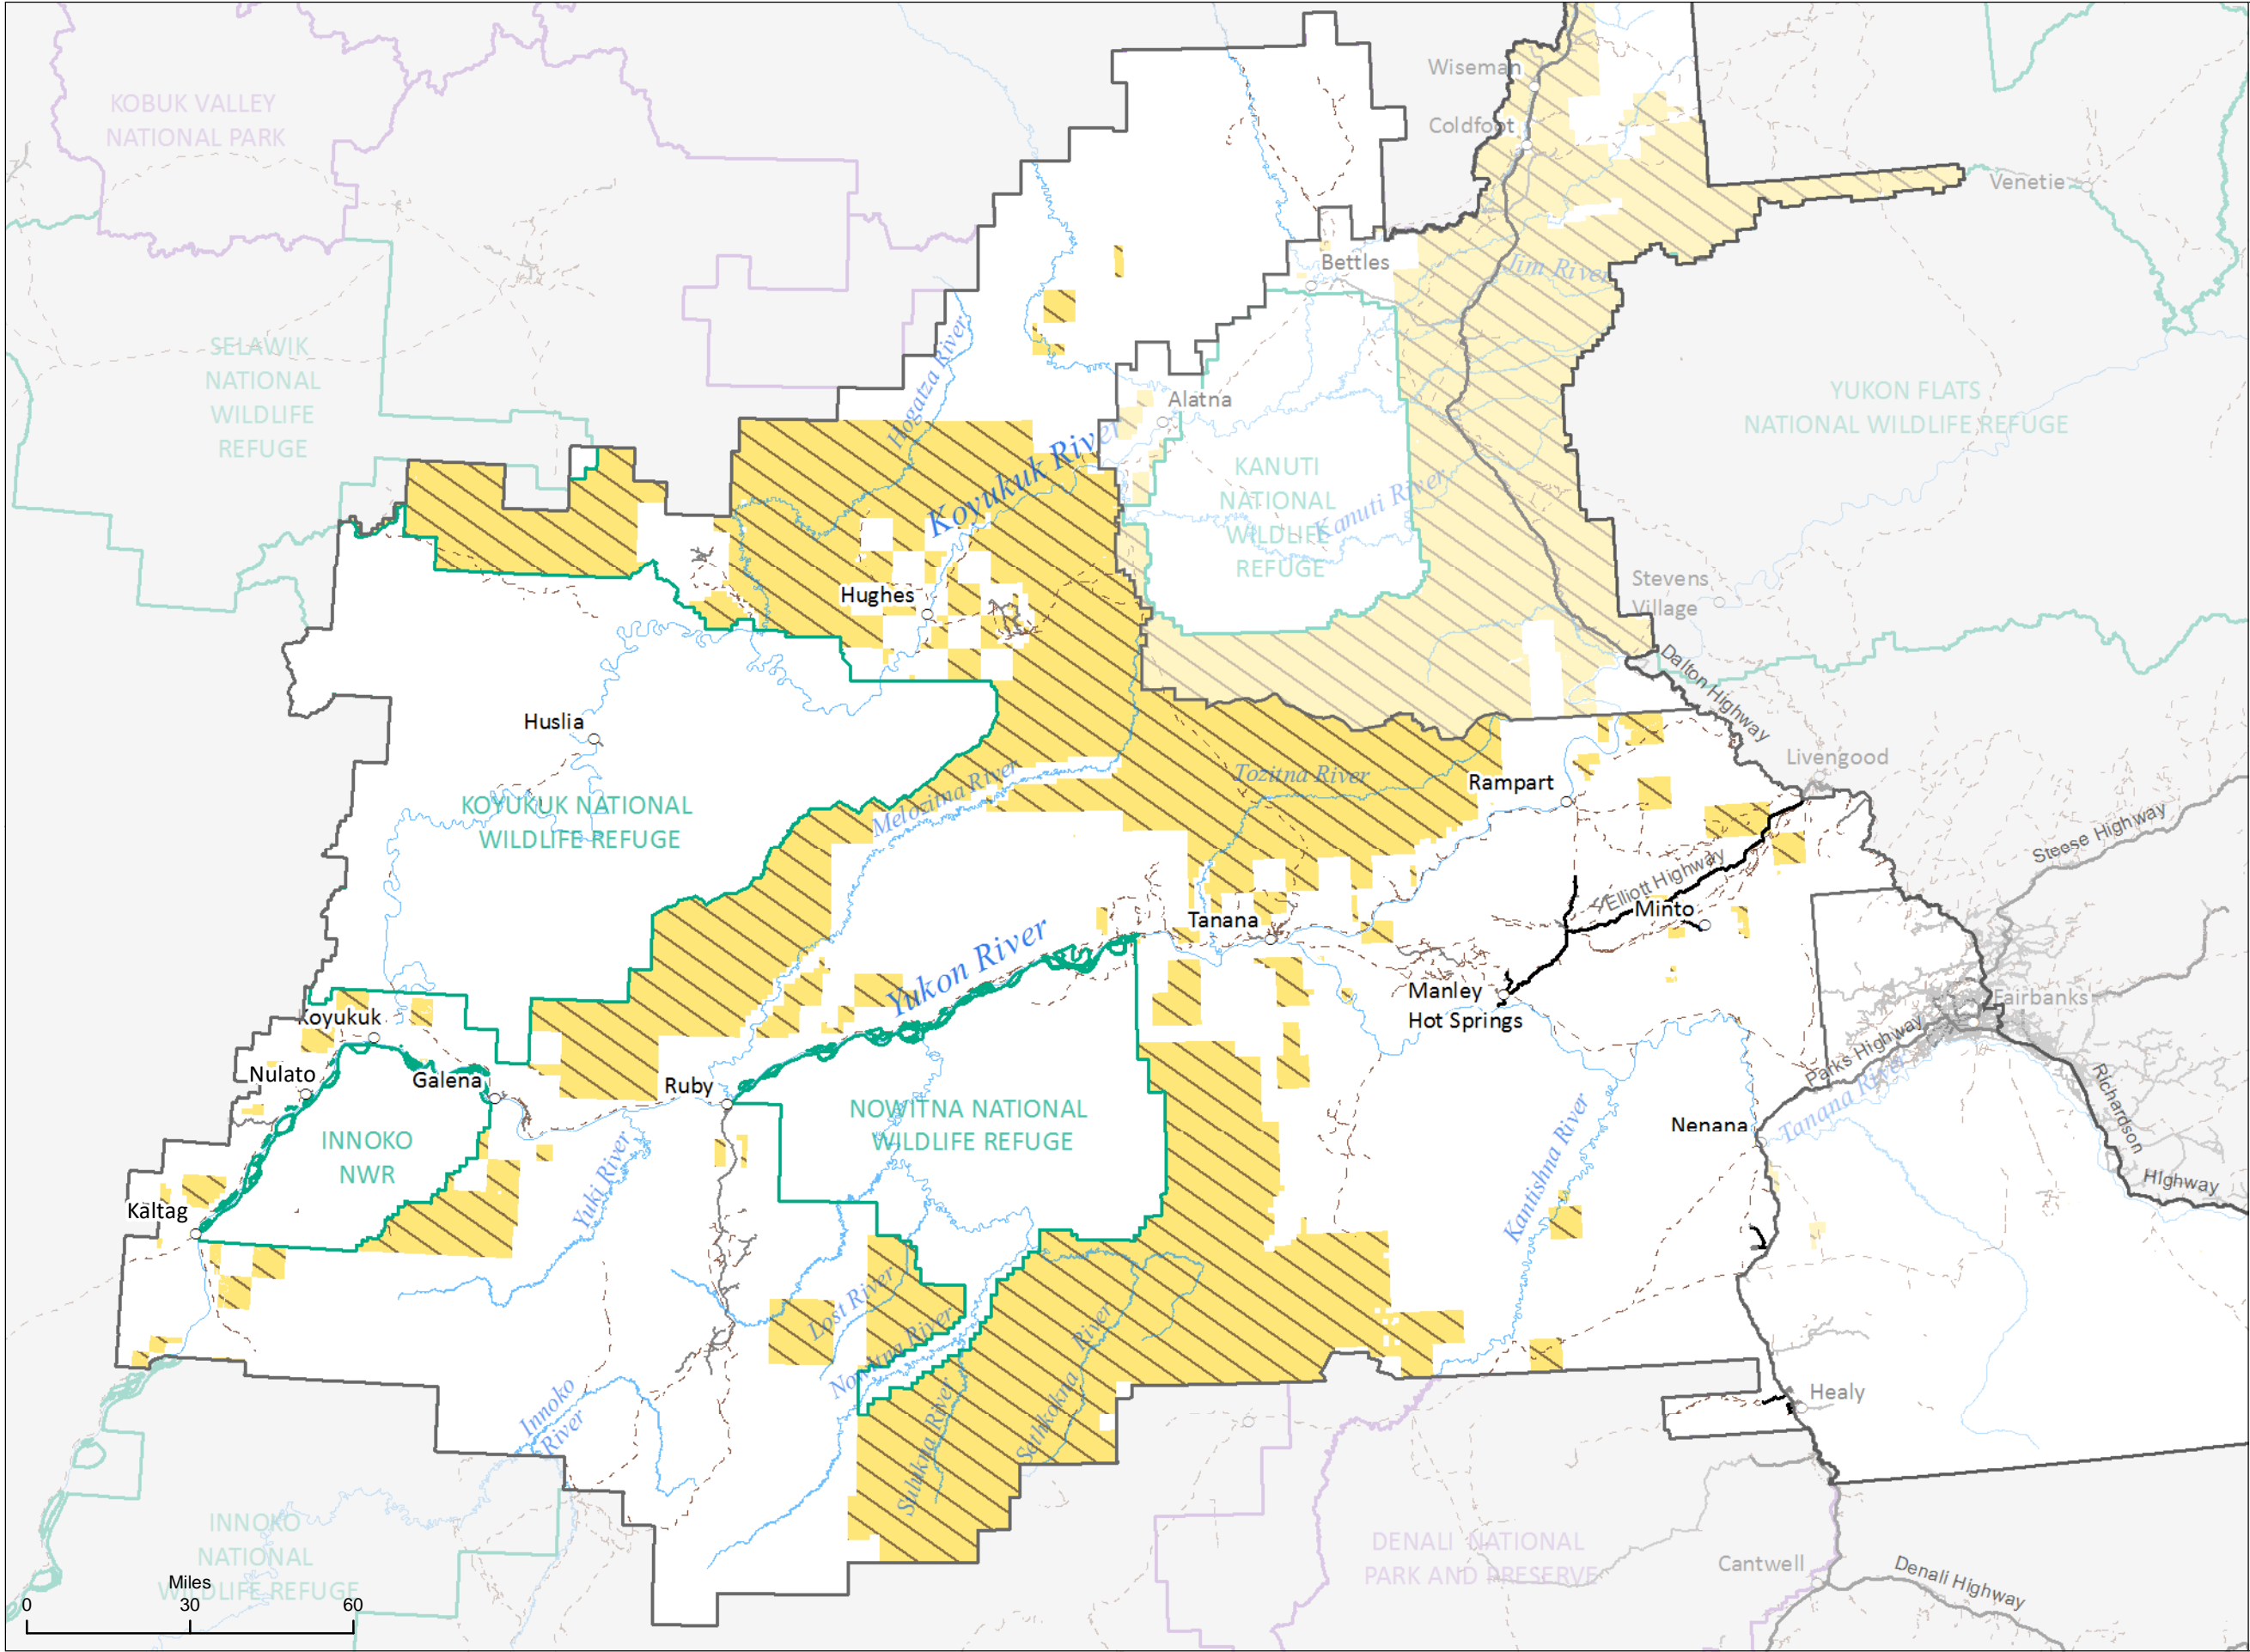 Wiseman
KOBUK VALLEY
NATIONAL PARK
Coldfoot
Venetie
Bettles
Jim River
SELAWIK
NATIONAL
WILDLIFE
REFUGE
Hogatza River
Alatna
YUKON FLATS
NATIONAL WILDLIFE REFUGE
Koyukuk River
KANUTI
NATIONAL
WILDLIFE
REFUGE
Kanuti River
Hughes
Stevens
Village
Dalton Highway
Huslia
Livengood
Melozitna River
Tozitna River
Rampart
KOYUKUK NATIONAL
WILDLIFE REFUGE
Steese Highway
Elliott Highway
Minto
Tanana
Yukon River
Manley
Hot Springs
Fairbanks
Koyukuk
Parks Highway
Nulato
Galena
Ruby
NOWITNA NATIONAL
WILDLIFE REFUGE
Tanana River
Richardson
HIghway
Nenana
INNOKO
NWR
Yuki River
Kantishna River
Kaltag
Lost River
Nowitna River
Sethkokna
River
Sulukna River
Innoko
River
Healy
INNOKO
NATIONAL
WILDLIFE REFUGE
DENALI NATIONAL
PARK AND PRESERVE
Cantwell
Denali Highway
Miles
0 30 60